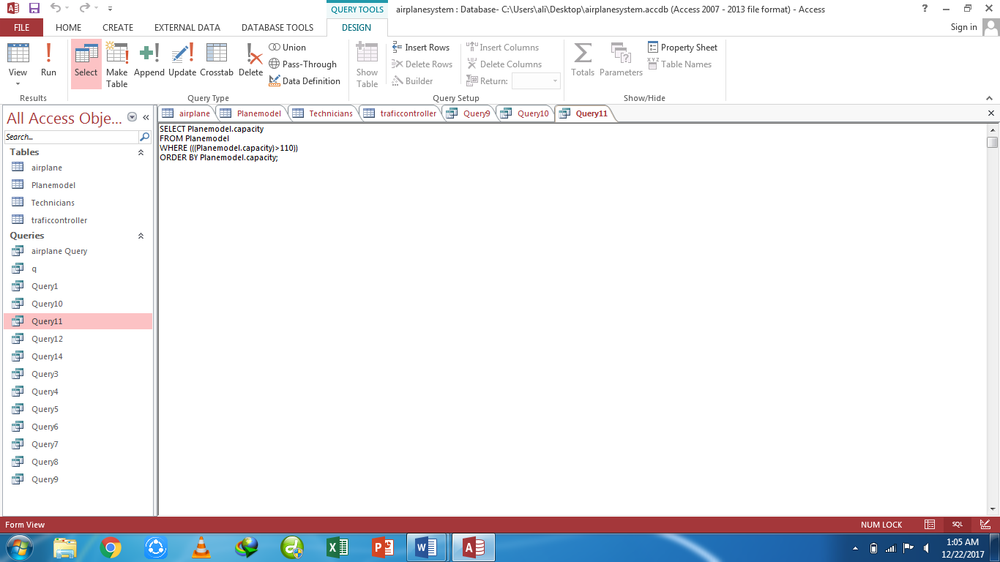 QUERY TOOLS
airplanesystem : Database- C:\Users\ali\Desktop\airplanesystem.accdb (Access 2007 - 2013 file format) - Access
FILE HOME CREATE EXTERNAL DATA DATABASE TOOLS DESIGN Sign in
View
Run
Results
Select
Make Table
Append
Update
Crosstab
Delete
Union
Pass-Through
Data Definition
Query Type
Show Table
Insert Rows
Delete Rows
Builder
Insert Columns
Delete Columns
Return:
Query Setup
Totals
Parameters
Property Sheet
Table Names
Show/Hide
All Access Obje...
Search...
Tables
airplane
Planemodel
Technicians
traficcontroller
Queries
airplane Query
q
Query1
Query10
Query11
Query12
Query14
Query3
Query4
Query5
Query6
Query7
Query8
Query9
airplane Planemodel Technicians traficcontroller Query9 Query10 Query11
SELECT Planemodel.capacity
FROM Planemodel
WHERE (((Planemodel.capacity)>110))
ORDER BY Planemodel.capacity;
Form View
NUM LOCK
SQL
1:05 AM
12/22/2017